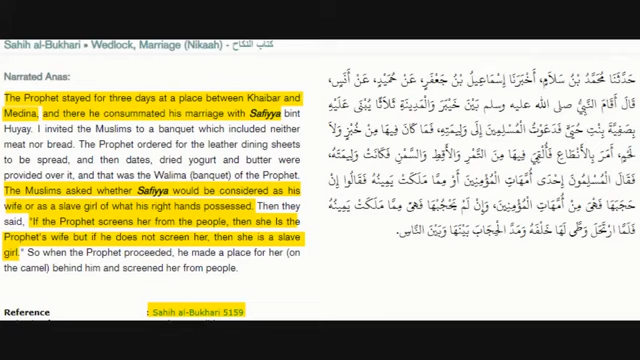 Sahih al-Bukhari » Wedlock, Marriage (Nikaah) - كتاب النكاح
Narrated Anas:
The Prophet stayed for three days at a place between Khaibar and
Medina, and there he consummated his marriage with Safiyya bint
Huyay. I invited the Muslims to a banquet which included neither
meat nor bread. The Prophet ordered for the leather dining sheets
to be spread, and then dates, dried yogurt and butter were
provided over it, and that was the Walima (banquet) of the Prophet.
The Muslims asked whether Safiyya would be considered as his
wife or as a slave girl of what his right hands possessed. Then they
said, "If the Prophet screens her from the people, then she Is the
Prophet's wife but if he does not screen her, then she is a slave
girl." So when the Prophet proceeded, he made a place for her (on
the camel) behind him and screened her from people.
حَدَّثَنَا مُحَمَّدُ بْنُ سَلاَمٍ، أَخْبَرَنَا إِسْمَاعِيلُ بْنُ جَعْفَرٍ، عَنْ حُمَيْدٍ، عَنْ أَنَسٍ،
قَالَ أَقَامَ النَّبِيُّ صلى الله عليه وسلم بَيْنَ خَيْبَرَ وَالْمَدِينَةِ ثَلاَثًا يُبْنَى عَلَيْهِ
بِصَفِيَّةَ بِنْتِ حُيَىٍّ فَدَعَوْتُ الْمُسْلِمِينَ إِلَى وَلِيمَتِهِ، فَمَا كَانَ فِيهَا مِنْ خُبْزٍ وَلاَ
لَحْمٍ، أَمَرَ بِالأَنْطَاعِ فَأُلْقِيَ فِيهَا مِنَ التَّمْرِ وَالأَقِطِ وَالسَّمْنِ فَكَانَتْ وَلِيمَتَهُ،
فَقَالَ الْمُسْلِمُونَ إِحْدَى أُمَّهَاتِ الْمُؤْمِنِينَ أَوْ مِمَّا مَلَكَتْ يَمِينُهُ فَقَالُوا إِنْ
حَجَبَهَا فَهْىَ مِنْ أُمَّهَاتِ الْمُؤْمِنِينَ، وَإِنْ لَمْ يَحْجُبْهَا فَهْىَ مِمَّا مَلَكَتْ يَمِينُهُ
فَلَمَّا ارْتَحَلَ وَطَّى لَهَا خَلْفَهُ وَمَدَّ الْحِجَابَ بَيْنَهَا وَبَيْنَ النَّاسِ.
Reference : Sahih al-Bukhari 5159